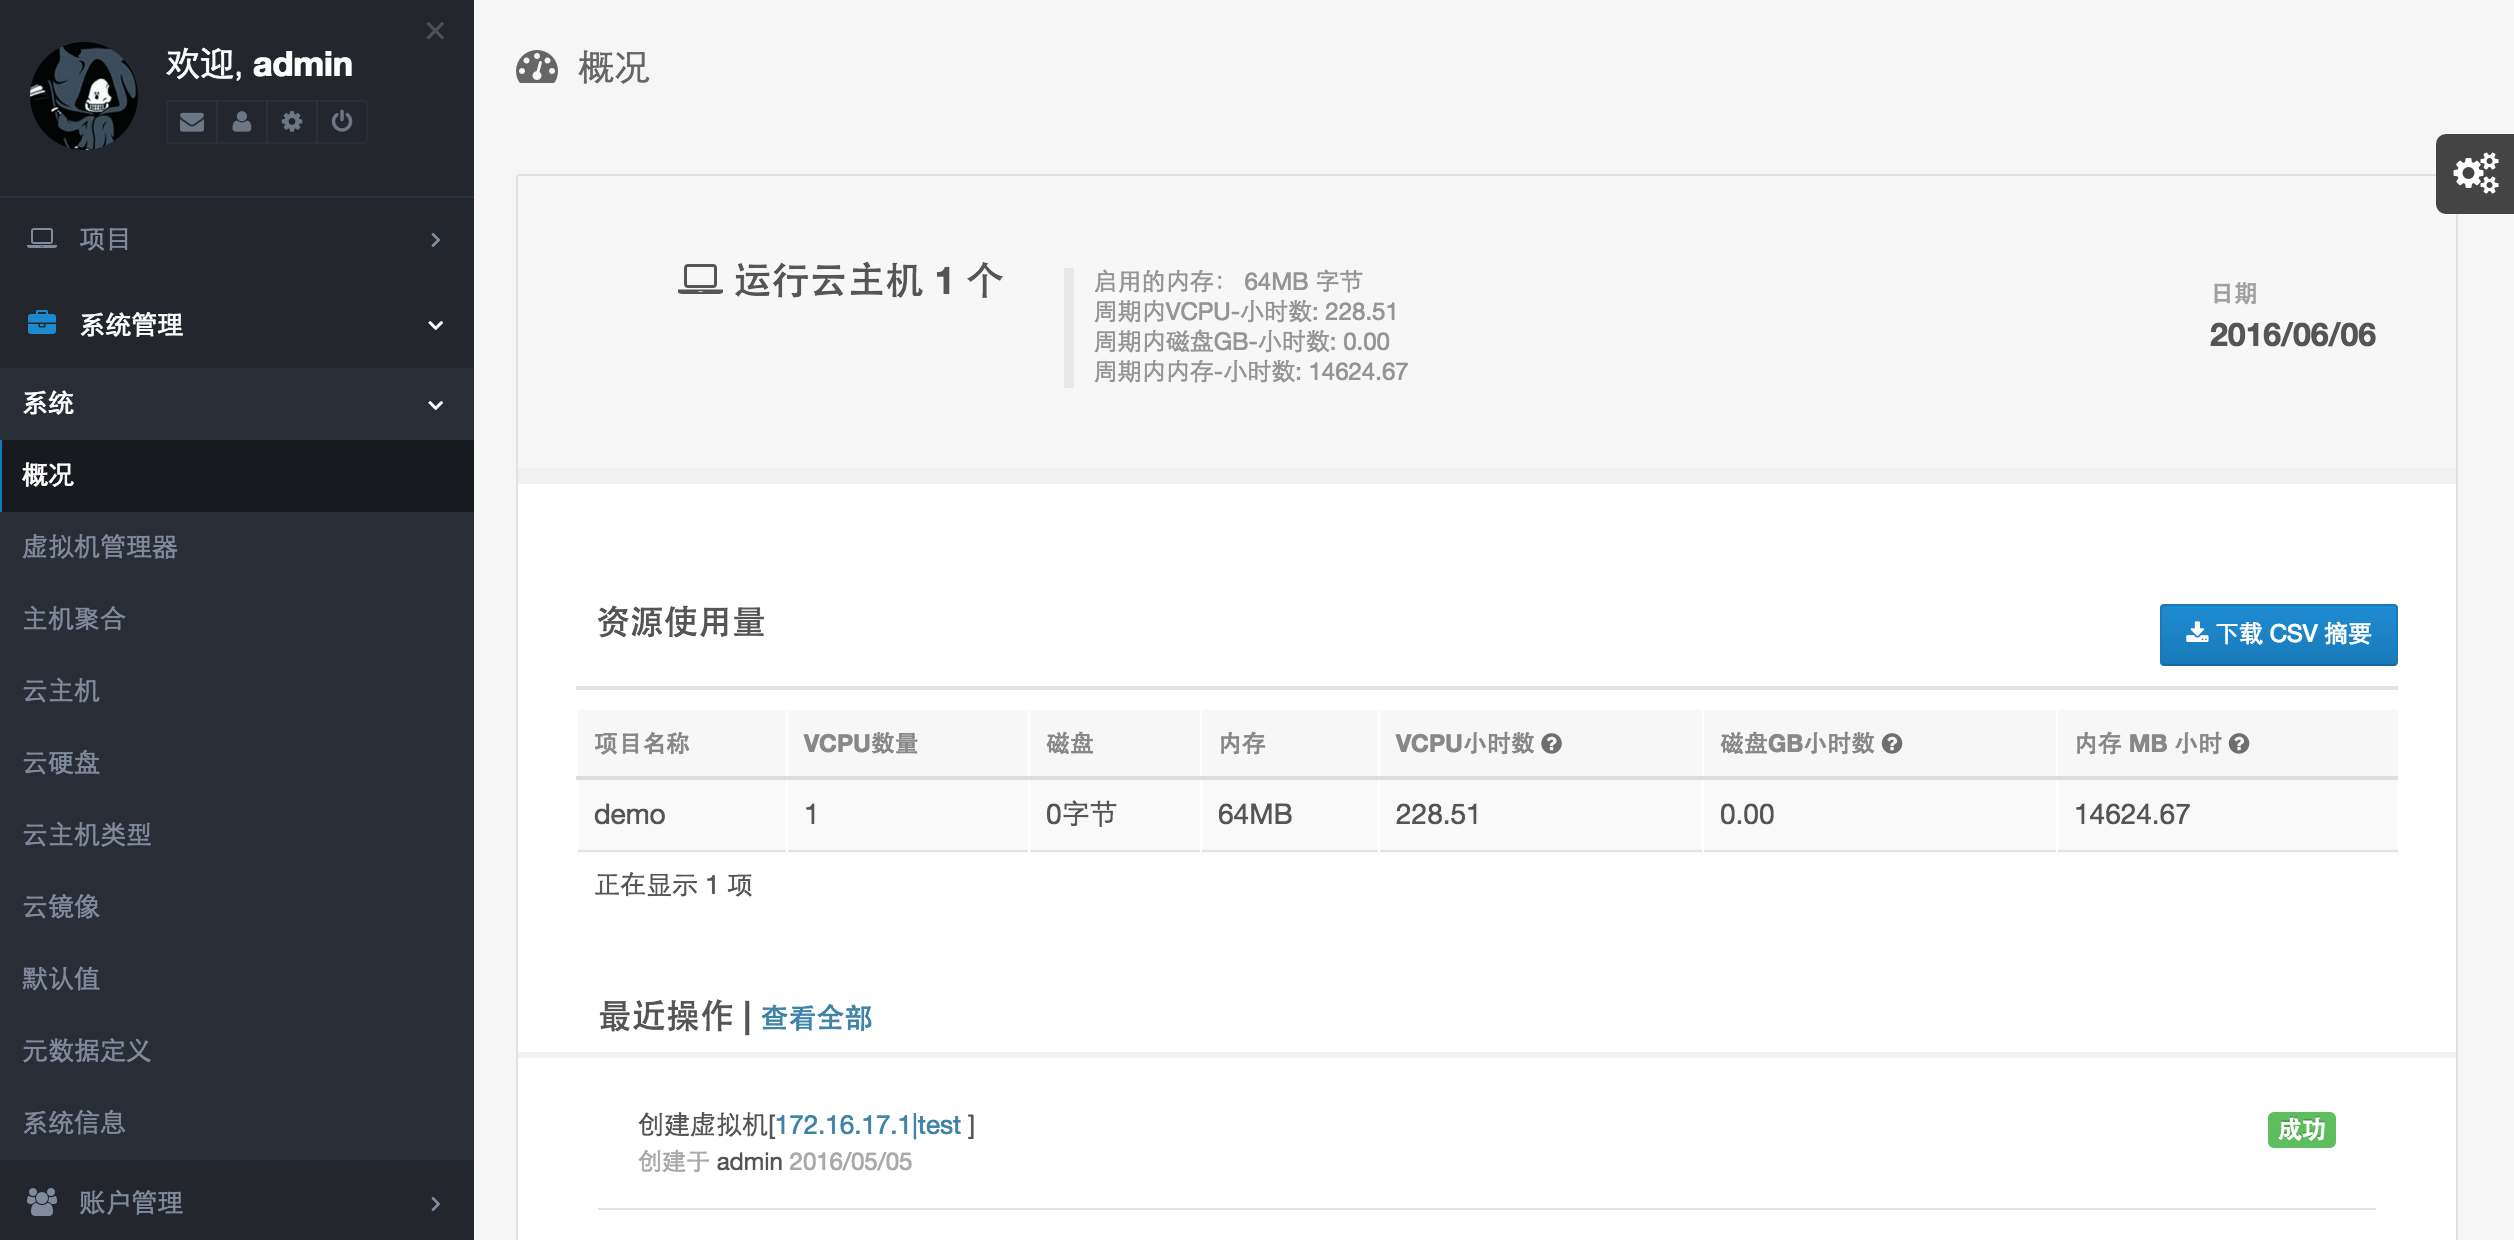 欢迎, admin
项目
系统管理
系统
概况
虚拟机管理器
主机聚合
云主机
云硬盘
云主机类型
云镜像
默认值
元数据定义
系统信息
账户管理
概况
运行云主机 1 个
启用的内存： 64MB 字节
周期内VCPU-小时数: 228.51
周期内磁盘GB-小时数: 0.00
周期内内存-小时数: 14624.67
日期
2016/06/06
资源使用量
下载 CSV 摘要
项目名称 VCPU数量 磁盘 内存 VCPU小时数 磁盘GB小时数 内存 MB 小时
demo 1 0字节 64MB 228.51 0.00 14624.67
正在显示 1 项
最近操作 | 查看全部
创建虚拟机[172.16.17.1|test ]
成功
创建于 admin 2016/05/05